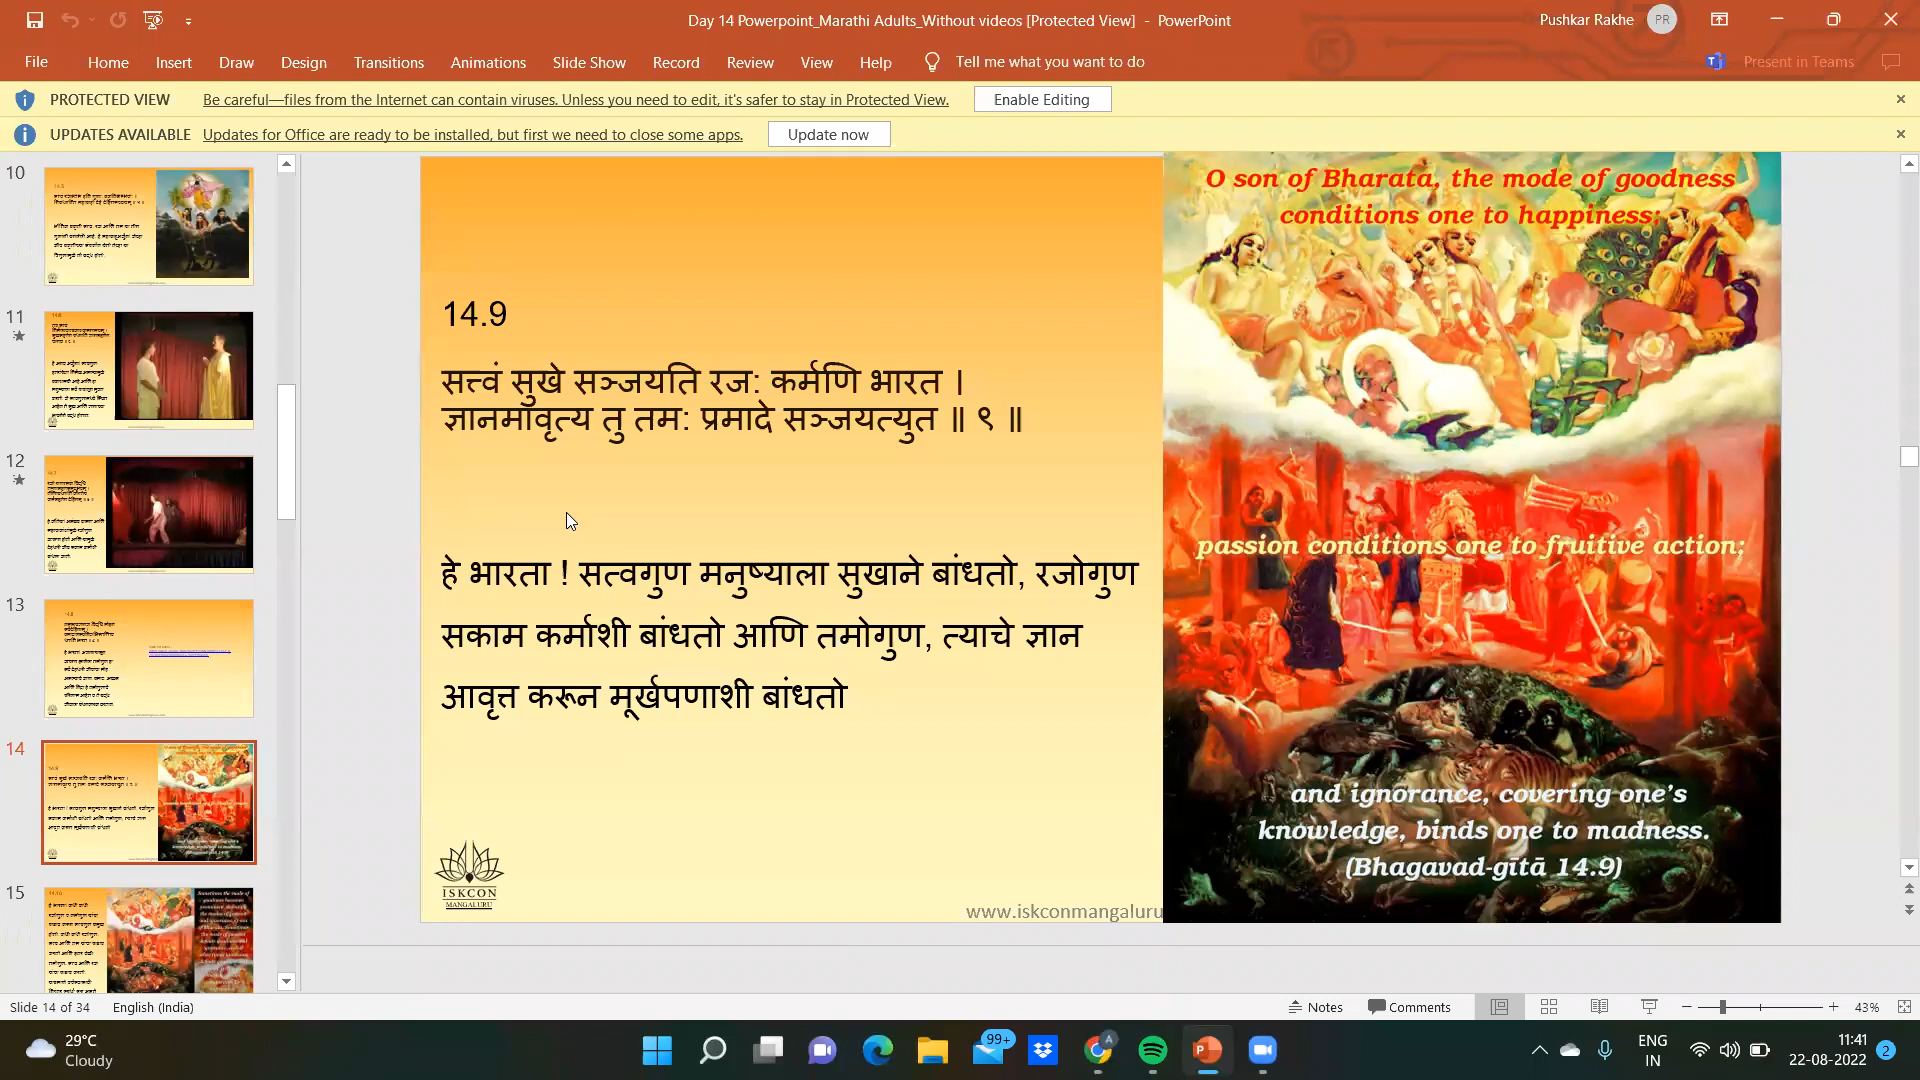 Day 14 Powerpoint_Marathi Adults_Without videos [Protected View] - PowerPoint
Pushkar Rakhe
PR
File Home Insert Draw Design Transitions Animations Slide Show Record Review View Help Tell me what you want to do
Present in Teams
PROTECTED VIEW Be careful—files from the Internet can contain viruses. Unless you need to edit, it's safer to stay in Protected View. Enable Editing
UPDATES AVAILABLE Updates for Office are ready to be installed, but first we need to close some apps. Update now
10
11
12
13
14
15
14.9
सत्त्वं सुखे सञ्जयति रज: कर्मणि भारत ।
ज्ञानमावृत्य तु तम: प्रमादे सञ्जयत्युत ॥ ९ ॥
हे भारता ! सत्वगुण मनुष्याला सुखाने बांधतो, रजोगुण
सकाम कर्माशी बांधतो आणि तमोगुण, त्याचे ज्ञान
आवृत्त करून मूर्खपणाशी बांधतो
ISKCON
MANGALURU
www.iskconmangaluru
O son of Bharata, the mode of goodness
conditions one to happiness;
passion conditions one to fruitive action;
and ignorance, covering one's
knowledge, binds one to madness.
(Bhagavad-gītā 14.9)
Slide 14 of 34 English (India)
Notes Comments 43%
29°C
Cloudy
99+
A
ENG
IN
11:41
22-08-2022
2